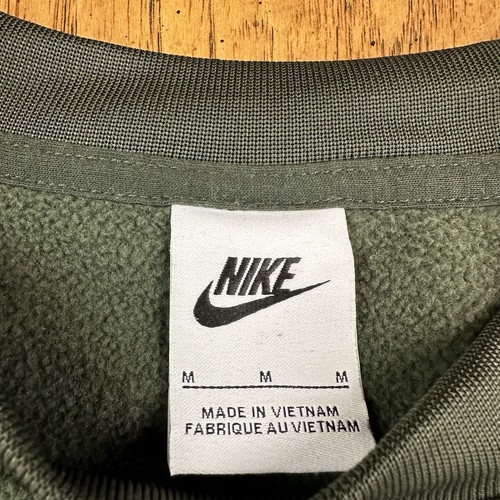 NIKE
M M M
MADE IN VIETNAM
FABRIQUE AU VIETNAM